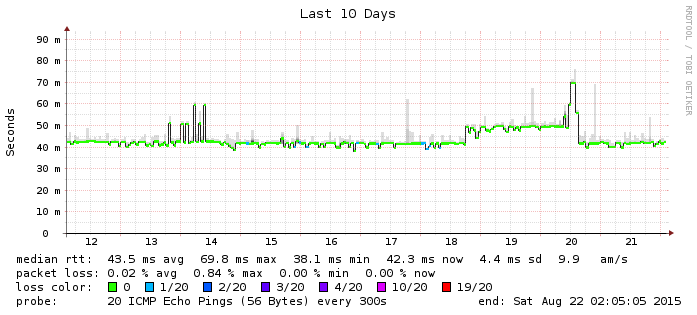 Last 10 Days
RRDTOOL / TOBI OETIKER
Seconds
90 m
80 m
70 m
60 m
50 m
40 m
30 m
20 m
10 m
0
12 13 14 15 16 17 18 19 20 21
median rtt: 43.5 ms avg 69.8 ms max 38.1 ms min 42.3 ms now 4.4 ms sd 9.9 am/s
packet loss: 0.02 % avg 0.84 % max 0.00 % min 0.00 % now
loss color: 0 1/20 2/20 3/20 4/20 10/20 19/20
probe: 20 ICMP Echo Pings (56 Bytes) every 300s end: Sat Aug 22 02:05:05 2015